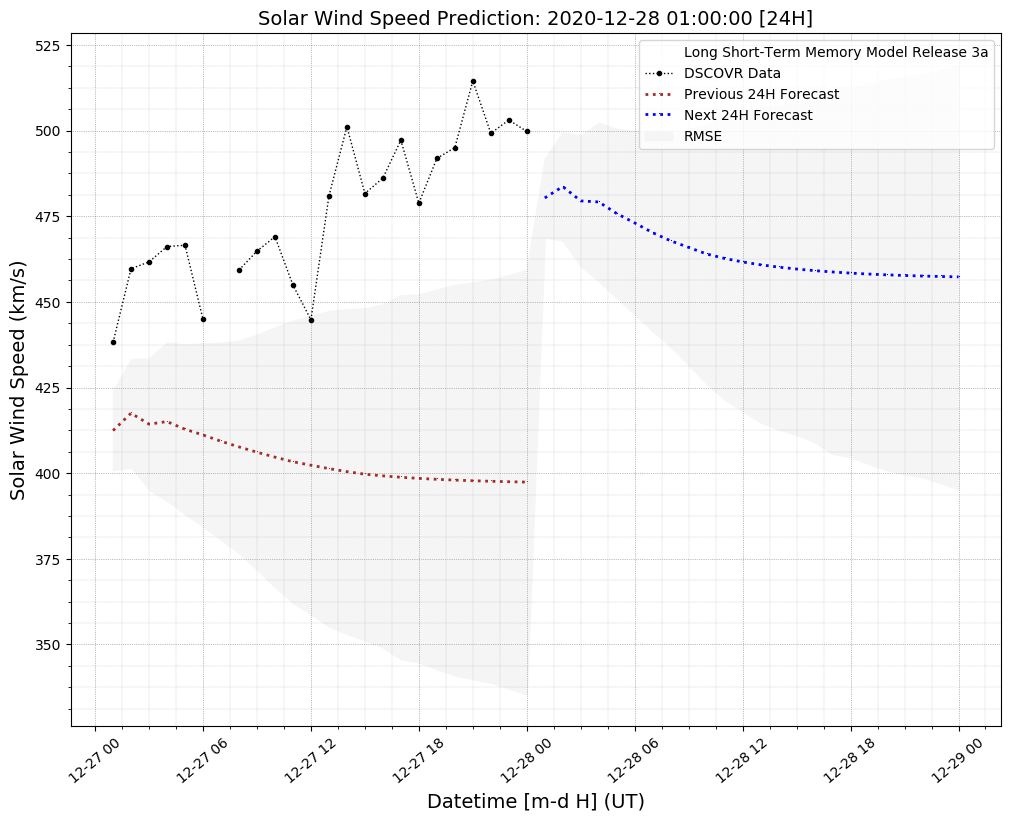 Solar Wind Speed Prediction: 2020-12-28 01:00:00 [24H]
Long Short-Term Memory Model Release 3a
DSCOVR Data
Previous 24H Forecast
Next 24H Forecast
RMSE
Solar Wind Speed (km/s)
525
500
475
450
425
400
375
350
12-27 00
12-27 06
12-27 12
12-27 18
12-28 00
12-28 06
12-28 12
12-28 18
12-29 00
Datetime [m-d H] (UT)